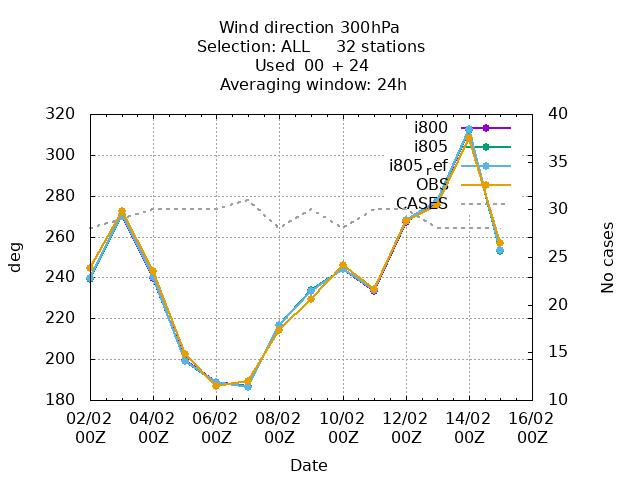 Wind direction 300hPa
Selection: ALL 32 stations
Used 00 + 24
Averaging window: 24h
320
300
280
260
240
220
200
180
deg
40
35
30
25
20
15
10
No cases
i800
i805
i805ref
OBS
CASES
02/02 04/02 06/02 08/02 10/02 12/02 14/02 16/02
00Z 00Z 00Z 00Z 00Z 00Z 00Z 00Z
Date